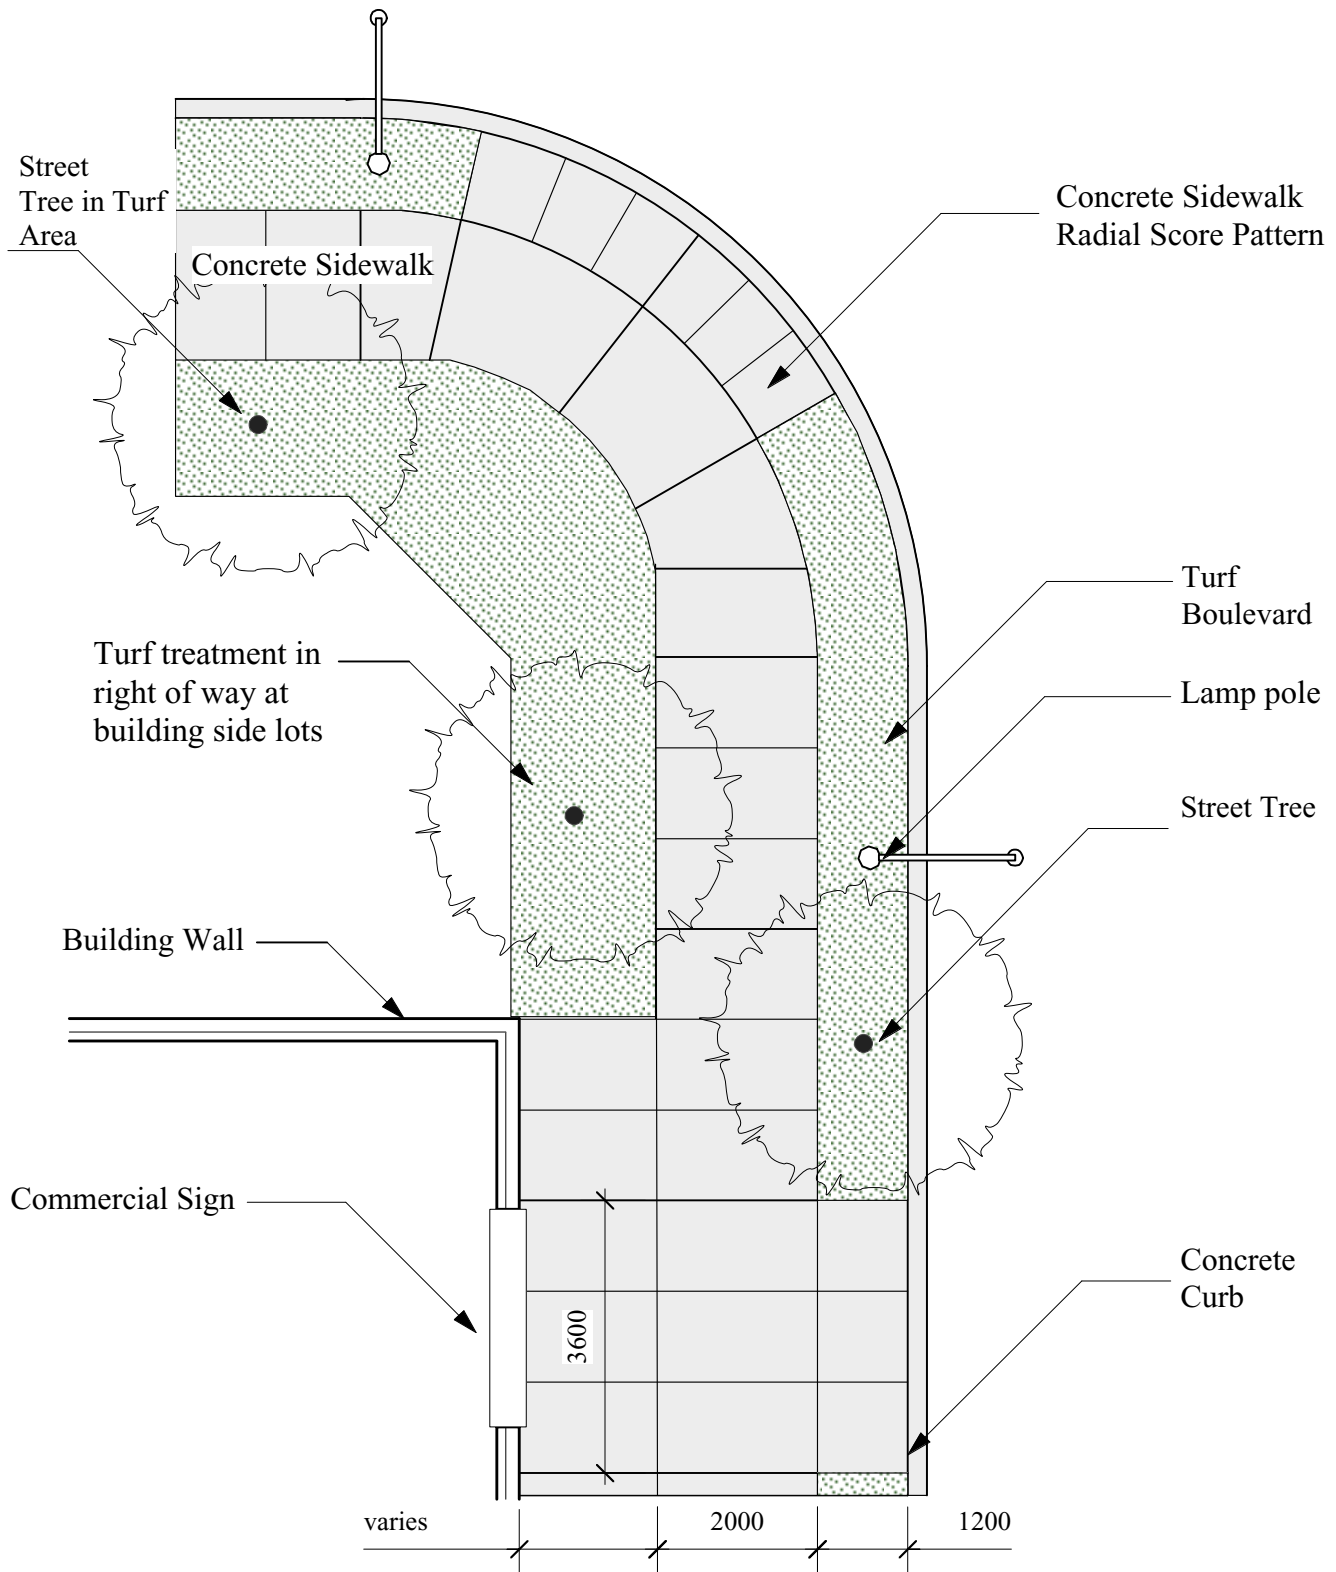 Street
Tree in Turf
Area
Concrete Sidewalk
Concrete Sidewalk
Radial Score Pattern
Turf
Boulevard
Turf treatment in
right of way at
building side lots
Lamp pole
Street Tree
Building Wall
Commercial Sign
Concrete
Curb
3600
varies
2000
1200